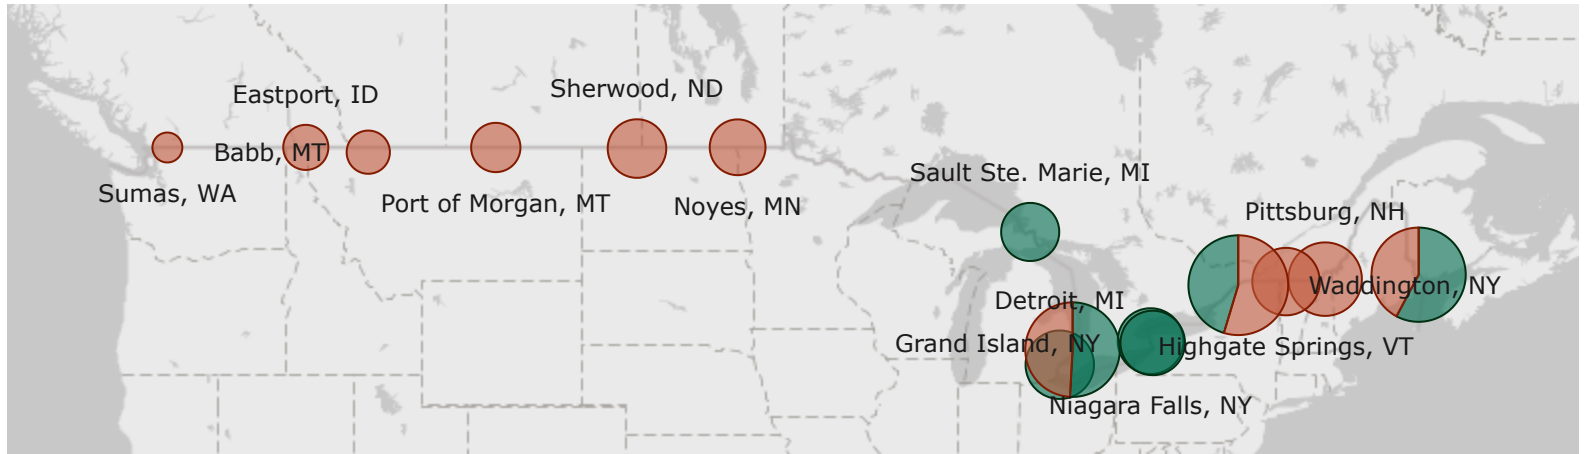 Sherwood, ND
Eastport, ID
Babb, MT
Sumas, WA
Port of Morgan, MT
Noyes, MN
Sault Ste. Marie, MI
Pittsburg, NH
Waddington, NY
Detroit, MI
Grand Island, NY
Highgate Springs, VT
Niagara Falls, NY